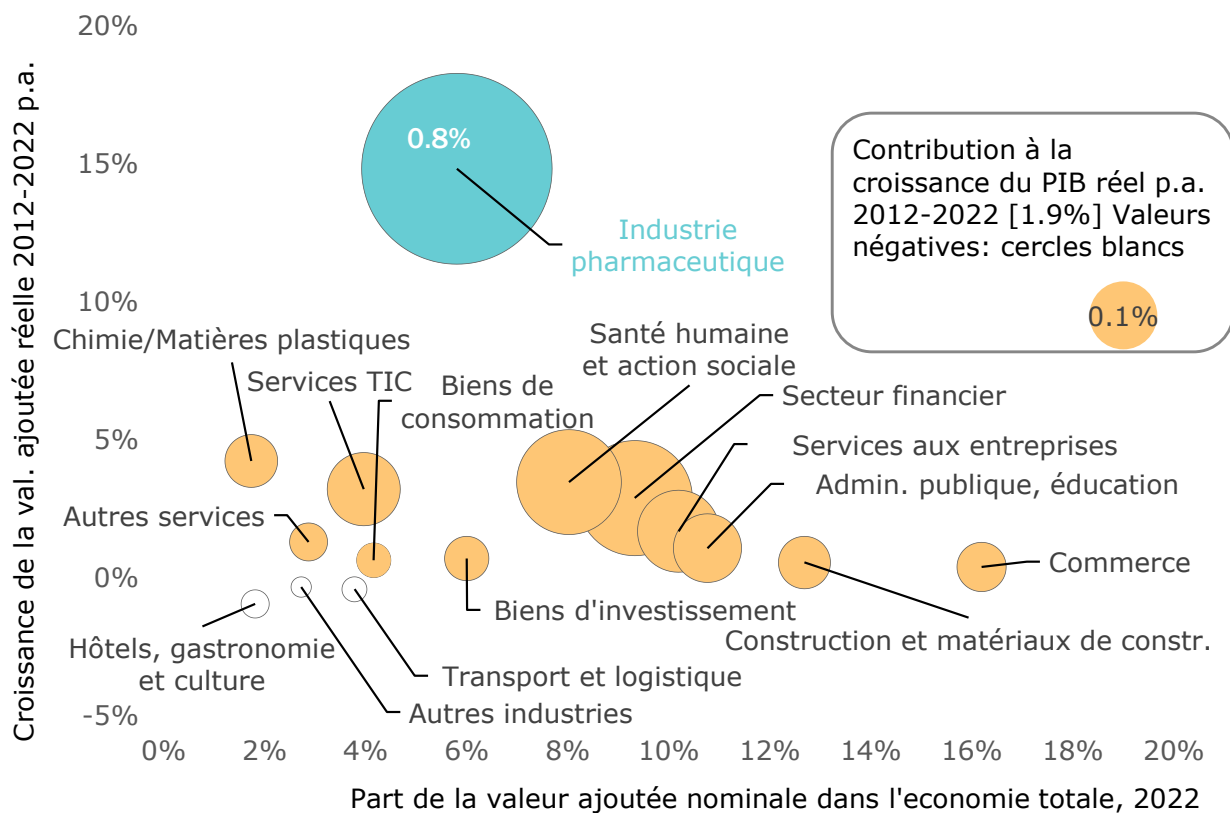 Croissance de la val. ajoutée réelle 2012-2022 p.a.
20%
15%
10%
5%
0%
-5%
0.8%
Industrie
pharmaceutique
Contribution à la
croissance du PIB réel p.a.
2012-2022 [1.9%] Valeurs
négatives: cercles blancs
0.1%
Chimie/Matières plastiques
Services TIC
Biens de
consommation
Santé humaine
et action sociale
Secteur financier
Services aux entreprises
Admin. publique, éducation
Autres services
Commerce
Biens d'investissement
Construction et matériaux de constr.
Hôtels, gastronomie
et culture
Transport et logistique
Autres industries
0%
2%
4%
6%
8%
10%
12%
14%
16%
18%
20%
Part de la valeur ajoutée nominale dans l'economie totale, 2022